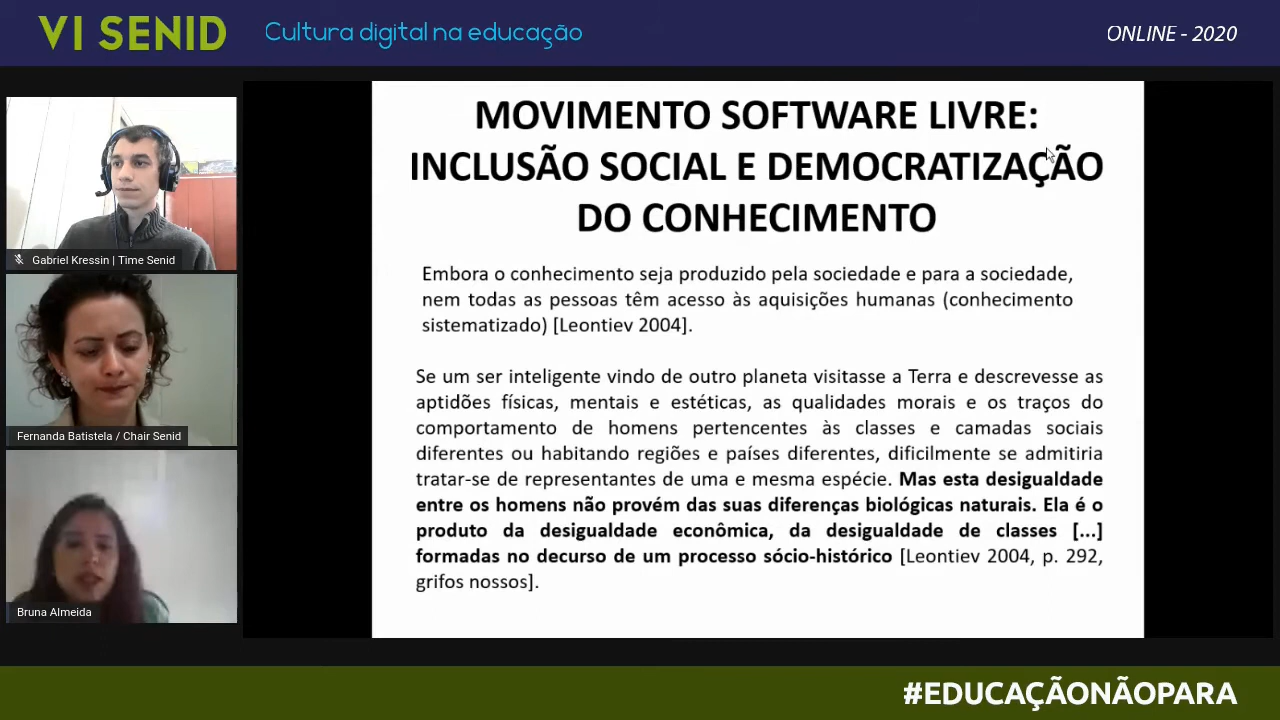 VI SENID
Cultura digital na educação
ONLINE - 2020
MOVIMENTO SOFTWARE LIVRE:
INCLUSÃO SOCIAL E DEMOCRATIZAÇÃO
DO CONHECIMENTO
Embora o conhecimento seja produzido pela sociedade e para a sociedade,
nem todas as pessoas têm acesso às aquisições humanas (conhecimento
sistematizado) [Leontiev 2004].
Se um ser inteligente vindo de outro planeta visitasse a Terra e descrevesse as
aptidões físicas, mentais e estéticas, as qualidades morais e os traços do
comportamento de homens pertencentes às classes e camadas sociais
diferentes ou habitando regiões e países diferentes, dificilmente se admitiria
tratar-se de representantes de uma e mesma espécie. Mas esta desigualdade
entre os homens não provém das suas diferenças biológicas naturais. Ela é o
produto da desigualdade econômica, da desigualdade de classes [...]
formadas no decurso de um processo sócio-histórico [Leontiev 2004, p. 292,
grifos nossos].
Gabriel Kressin | Time Senid
Fernanda Batistela / Chair Senid
Bruna Almeida
#EDUCAÇÃONÃOPARA